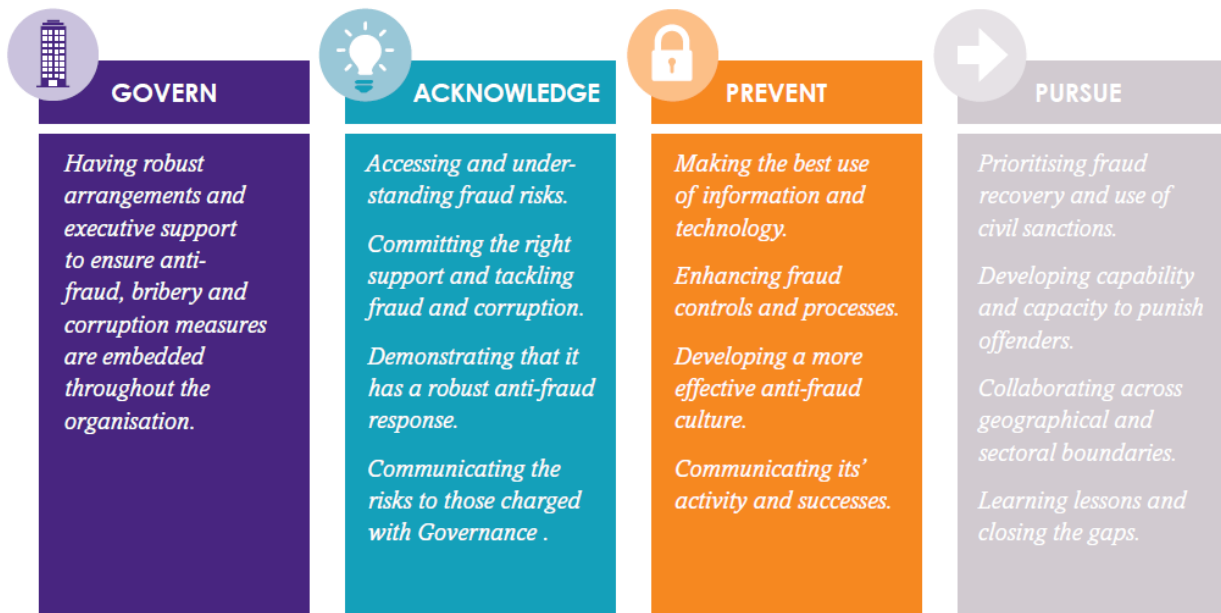 GOVERN
Having robust
arrangements and
executive support
to ensure anti-
fraud, bribery and
corruption measures
are embedded
throughout the
organisation.
ACKNOWLEDGE
Accessing and under-
standing fraud risks.
Committing the right
support and tackling
fraud and corruption.
Demonstrating that it
has a robust anti-fraud
response.
Communicating the
risks to those charged
with Governance .
PREVENT
Making the best use
of information and
technology.
Enhancing fraud
controls and processes.
Developing a more
effective anti-fraud
culture.
Communicating its’
activity and successes.
PURSUE
Prioritising fraud
recovery and use of
civil sanctions.
Developing capability
and capacity to punish
offenders.
Collaborating across
geographical and
sectoral boundaries.
Learning lessons and
closing the gaps.